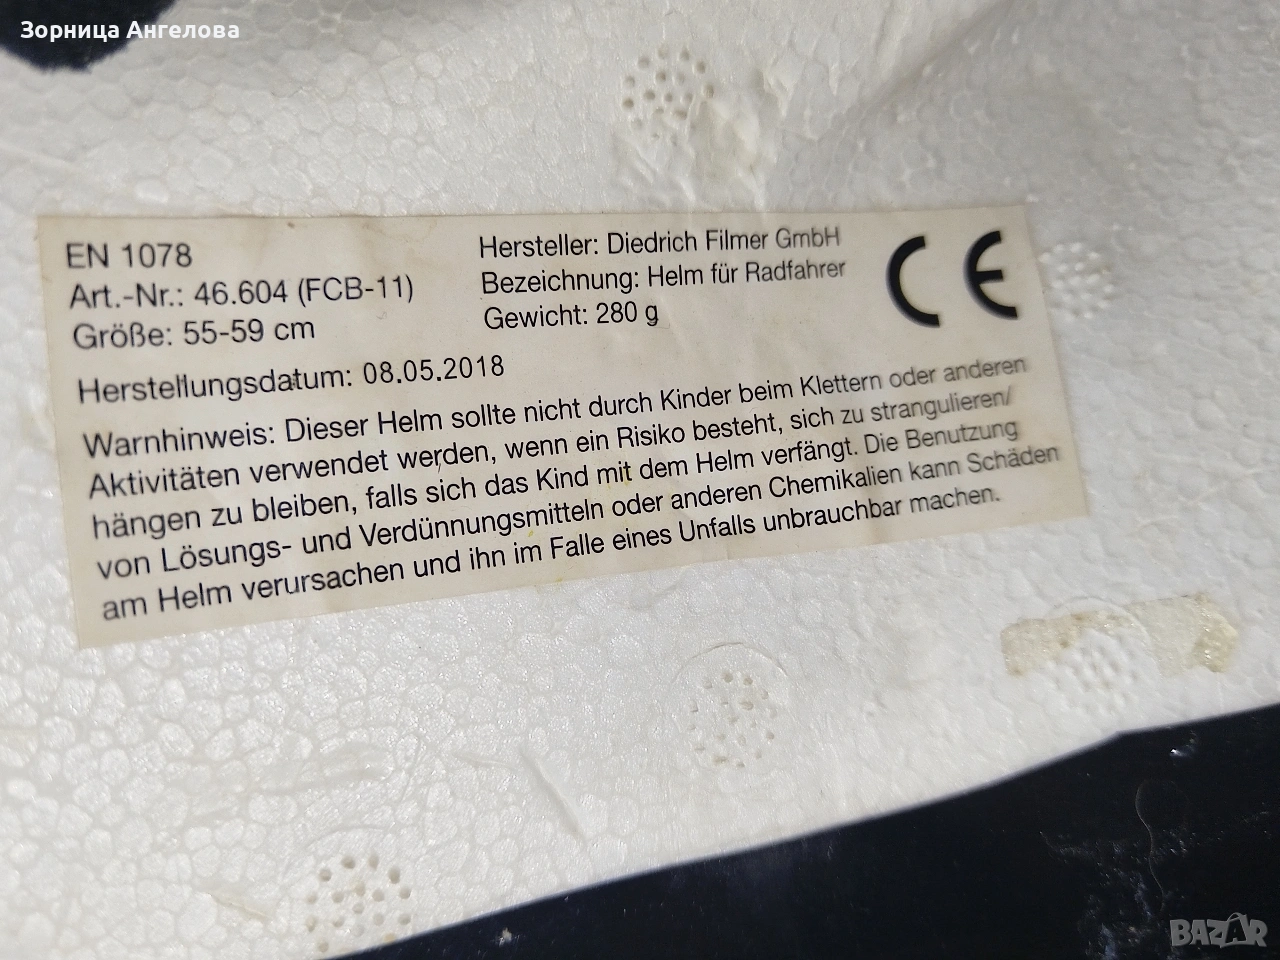 Зорница Ангелова
EN 1078
Art.-Nr.: 46.604 (FCB-11)
Größe: 55-59 cm
Hersteller: Diedrich Filmer GmbH
Bezeichnung: Helm für Radfahrer
Gewicht: 280 g
CE
Herstellungsdatum: 08.05.2018
Warnhinweis: Dieser Helm sollte nicht durch Kinder beim Klettern oder anderen
Aktivitäten verwendet werden, wenn ein Risiko besteht, sich zu strangulieren/
hängen zu bleiben, falls sich das Kind mit dem Helm verfängt. Die Benutzung
von Lösungs- und Verdünnungsmitteln oder anderen Chemikalien kann Schäden
am Helm verursachen und ihn im Falle eines Unfalls unbrauchbar machen.
BAZAR